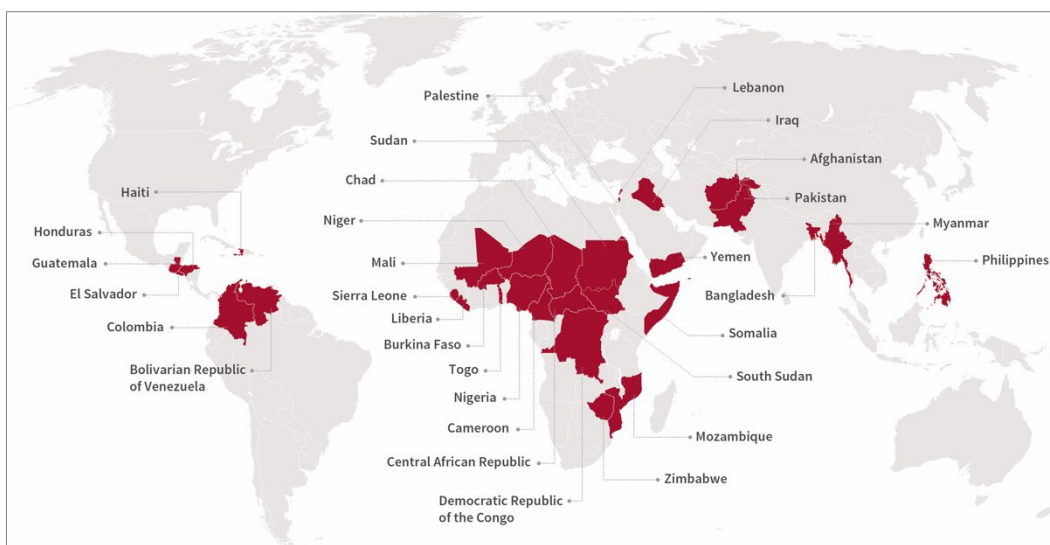 Palestine
Lebanon
Iraq
Sudan
Afghanistan
Chad
Haiti
Pakistan
Niger
Myanmar
Honduras
Guatemala
Mali
Yemen
Philippines
El Salvador
Sierra Leone
Bangladesh
Liberia
Colombia
Somalia
Burkina Faso
Bolivarian Republic
of Venezuela
Togo
South Sudan
Nigeria
Cameroon
Mozambique
Central African Republic
Zimbabwe
Democratic Republic
of the Congo